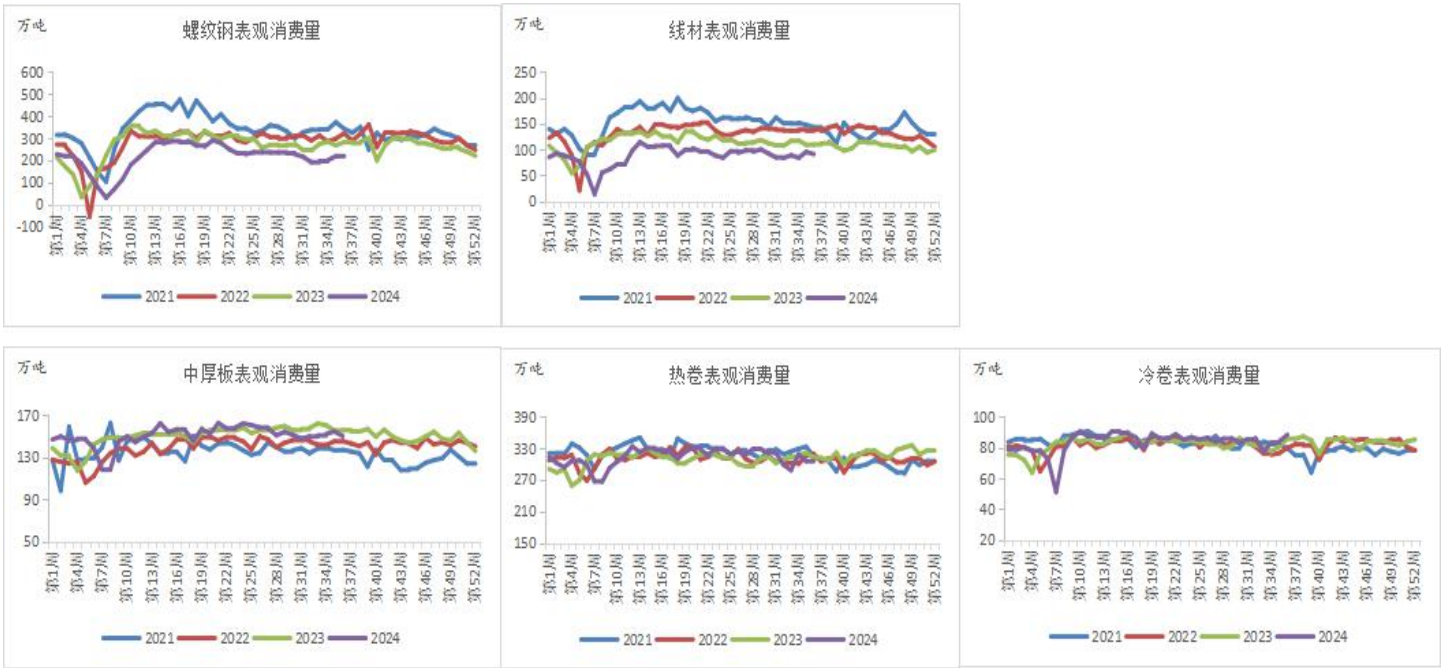 万吨
螺纹钢表观消费量
600
500
400
300
200
100
0
-100
第1周
第4周
第7周
第10周
第13周
第16周
第19周
第22周
第25周
第28周
第31周
第34周
第37周
第40周
第43周
第46周
第49周
第52周
2021 2022 2023 2024
万吨
线材表观消费量
250
200
150
100
50
0
第1周
第4周
第7周
第10周
第13周
第16周
第19周
第22周
第25周
第28周
第31周
第34周
第37周
第40周
第43周
第46周
第49周
第52周
2021 2022 2023 2024
万吨
中厚板表观消费量
170
130
90
50
第1周
第4周
第7周
第10周
第13周
第16周
第19周
第22周
第25周
第28周
第31周
第34周
第37周
第40周
第43周
第46周
第49周
第52周
2021 2022 2023 2024
万吨
热卷表观消费量
390
330
270
210
150
第1周
第4周
第7周
第10周
第13周
第16周
第19周
第22周
第25周
第28周
第31周
第34周
第37周
第40周
第43周
第46周
第49周
第52周
2021 2022 2023 2024
万吨
冷卷表观消费量
100
80
60
40
20
第1周
第4周
第7周
第10周
第13周
第16周
第19周
第22周
第25周
第28周
第31周
第34周
第37周
第40周
第43周
第46周
第49周
第52周
2021 2022 2023 2024